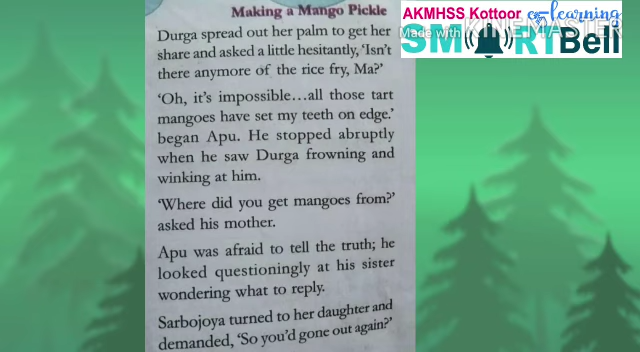 Making a Mango Pickle
AKMHSS Kottoor e-learning
SMARTBell
Made with KINEMASTER
Durga spread out her palm to get her
share and asked a little hesitantly, ‘Isn’t
there anymore of the rice fry, Ma?’
‘Oh, it’s impossible...all those tart
mangoes have set my teeth on edge.’
began Apu. He stopped abruptly
when he saw Durga frowning and
winking at him.
‘Where did you get mangoes from?’
asked his mother.
Apu was afraid to tell the truth; he
looked questioningly at his sister
wondering what to reply.
Sarbojoya turned to her daughter and
demanded, ‘So you’d gone out again?’